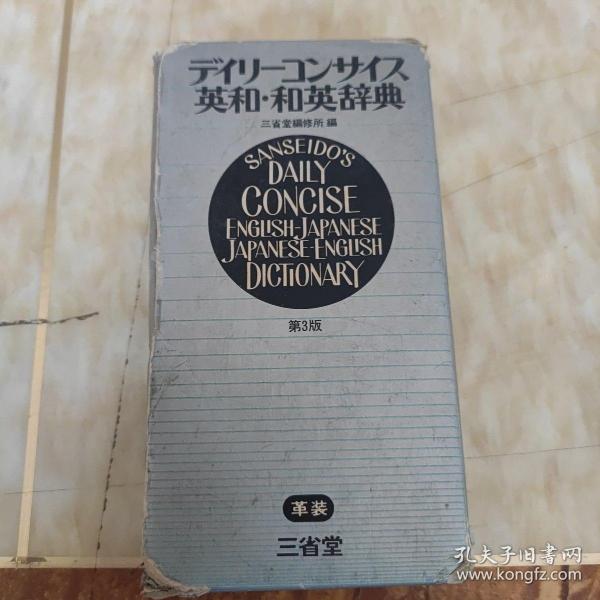 デイリーコンサイス
英和・和英辞典
三省堂編修所 編
SANSEIDO'S
DAILY
CONCISE
ENGLISH-JAPANESE
JAPANESE-ENGLISH
DICTIONARY
第3版
革装
三省堂
孔夫子旧书网
www.kongfz.com